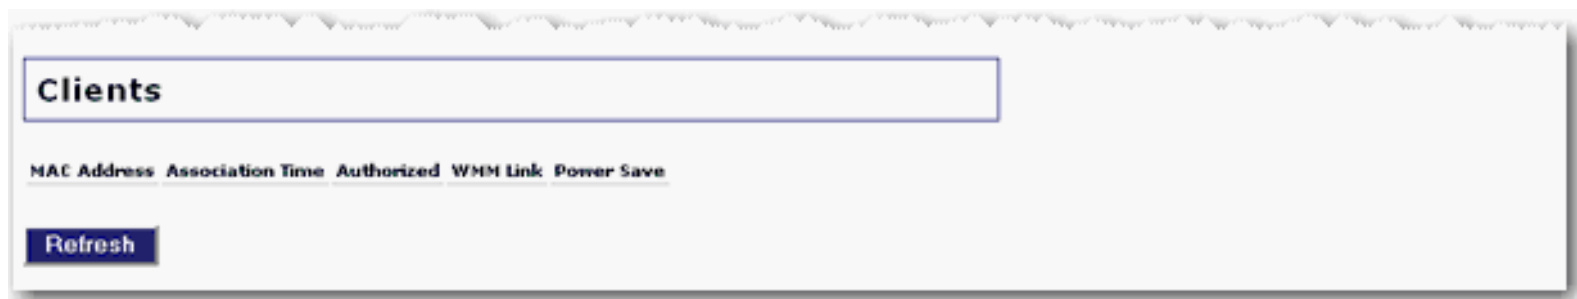 Clients
MAC Address Association Time Authorized WMM Link Power Save
Refresh